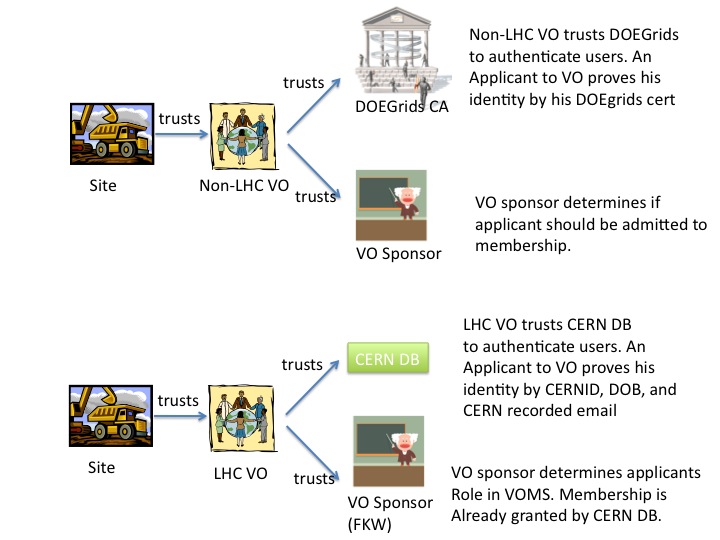 Non-LHC VO trusts DOEGrids
to authenticate users. An
Applicant to VO proves his
identity by his DOEgrids cert
trusts
trusts
DOEGrids CA
Site
Non-LHC VO
trusts
VO sponsor determines if
applicant should be admitted to
membership.
VO Sponsor
LHC VO trusts CERN DB
to authenticate users. An
Applicant to VO proves his
identity by CERNID, DOB, and
CERN recorded email
trusts
CERN DB
trusts
Site
LHC VO
trusts
VO Sponsor
(FKW)
VO sponsor determines applicants
Role in VOMS. Membership is
Already granted by CERN DB.